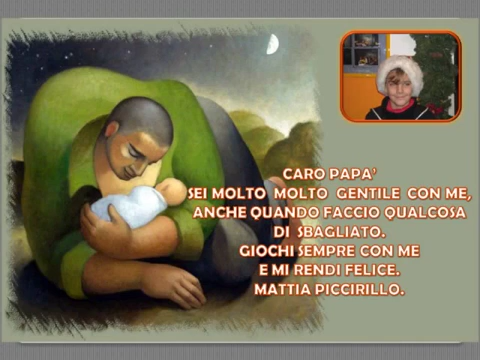 CARO PAPA'
SEI MOLTO MOLTO GENTILE CON ME,
ANCHE QUANDO FACCIO QUALCOSA
DI SBAGLIATO.
GIOCHI SEMPRE CON ME
E MI RENDI FELICE.
MATTIA PICCIRILLO.